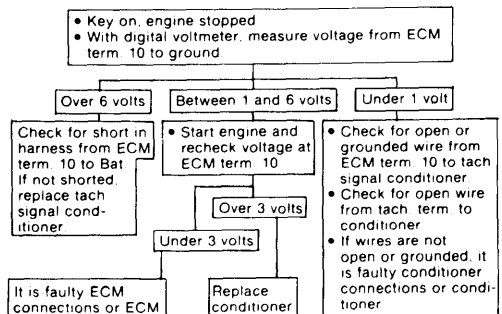 • Key on, engine stopped
• With digital voltmeter, measure voltage from ECM
term. 10 to ground.
Over 6 volts
Between 1 and 6 volts
Under 1 volt
Check for short in
harness from ECM
term. 10 to Bat.
If not shorted,
replace tach
signal cond-
itioner
• Start engine and
recheck voltage at
ECM term. 10
Over 3 volts
Under 3 volts
It is faulty ECM
connections or ECM
Replace
conditioner
• Check for open or
grounded wire from
ECM term. 10 to tach
signal conditioner
• Check for open wire
from tach. term. to
conditioner
• If wires are not
open or grounded, it
is faulty conditioner
connections or condi-
tioner